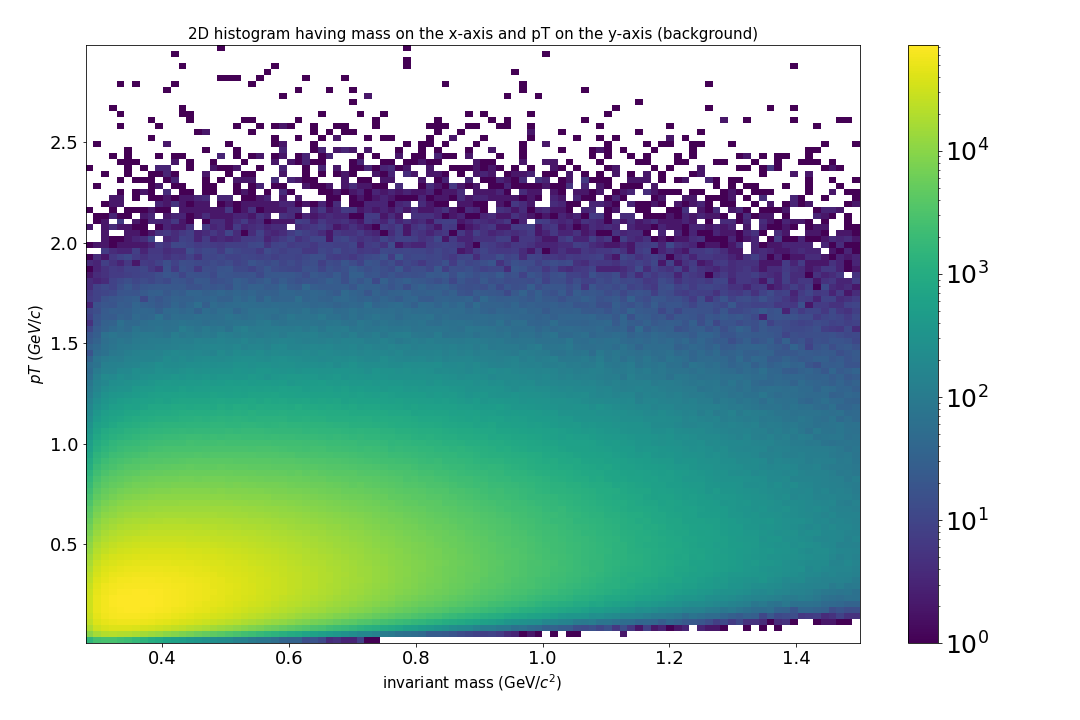 2D histogram having mass on the x-axis and pT on the y-axis (background)
pT (GeV/c)
2.5
2.0
1.5
1.0
0.5
0.4 0.6 0.8 1.0 1.2 1.4
invariant mass (GeV/c²)
10⁴
10³
10²
10¹
10⁰